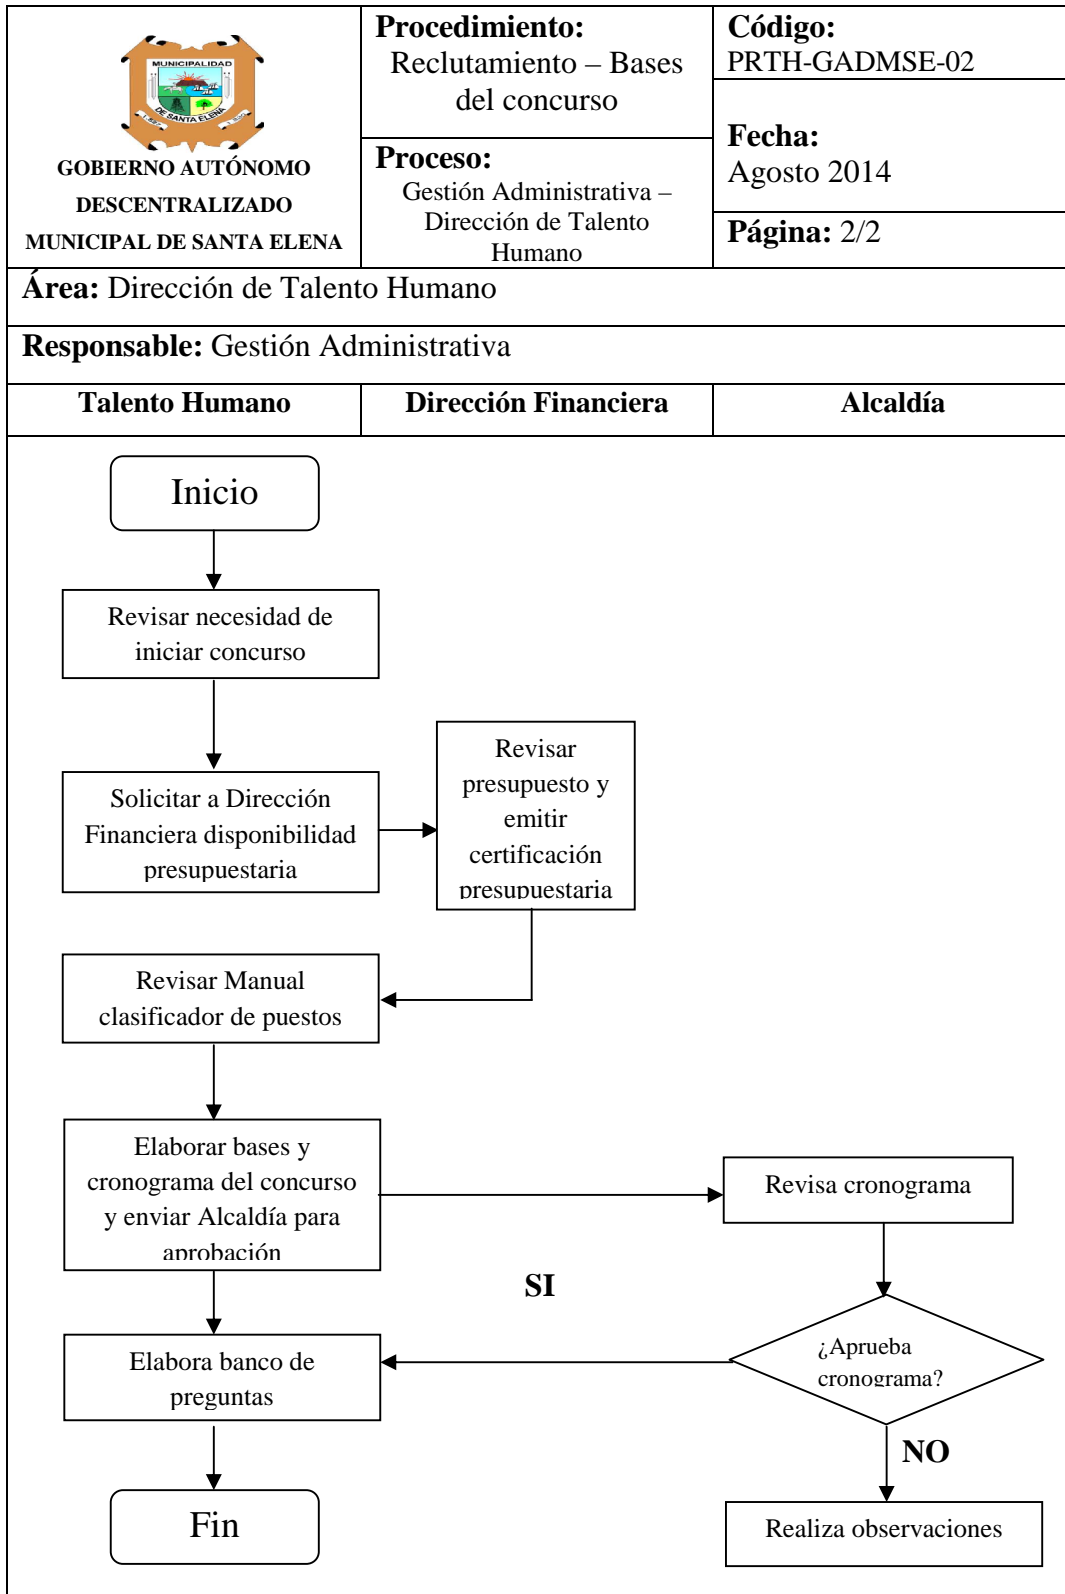 MUNICIPALIDAD
DE SANTA ELENA
GOBIERNO AUTÓNOMO
DESCENTRALIZADO
MUNICIPAL DE SANTA ELENA
Procedimiento:
Reclutamiento – Bases
del concurso
Proceso:
Gestión Administrativa –
Dirección de Talento
Humano
Código:
PRTH-GADMSE-02
Fecha:
Agosto 2014
Página: 2/2
Área: Dirección de Talento Humano
Responsable: Gestión Administrativa
Talento Humano
Dirección Financiera
Alcaldía
Inicio
Revisar necesidad de
iniciar concurso
Solicitar a Dirección
Financiera disponibilidad
presupuestaria
Revisar
presupuesto y
emitir
certificación
presupuestaria
Revisar Manual
clasificador de puestos
Elaborar bases y
cronograma del concurso
y enviar Alcaldía para
aprobación
Revisa cronograma
SI
¿Aprueba
cronograma?
Elabora banco de
preguntas
NO
Fin
Realiza observaciones